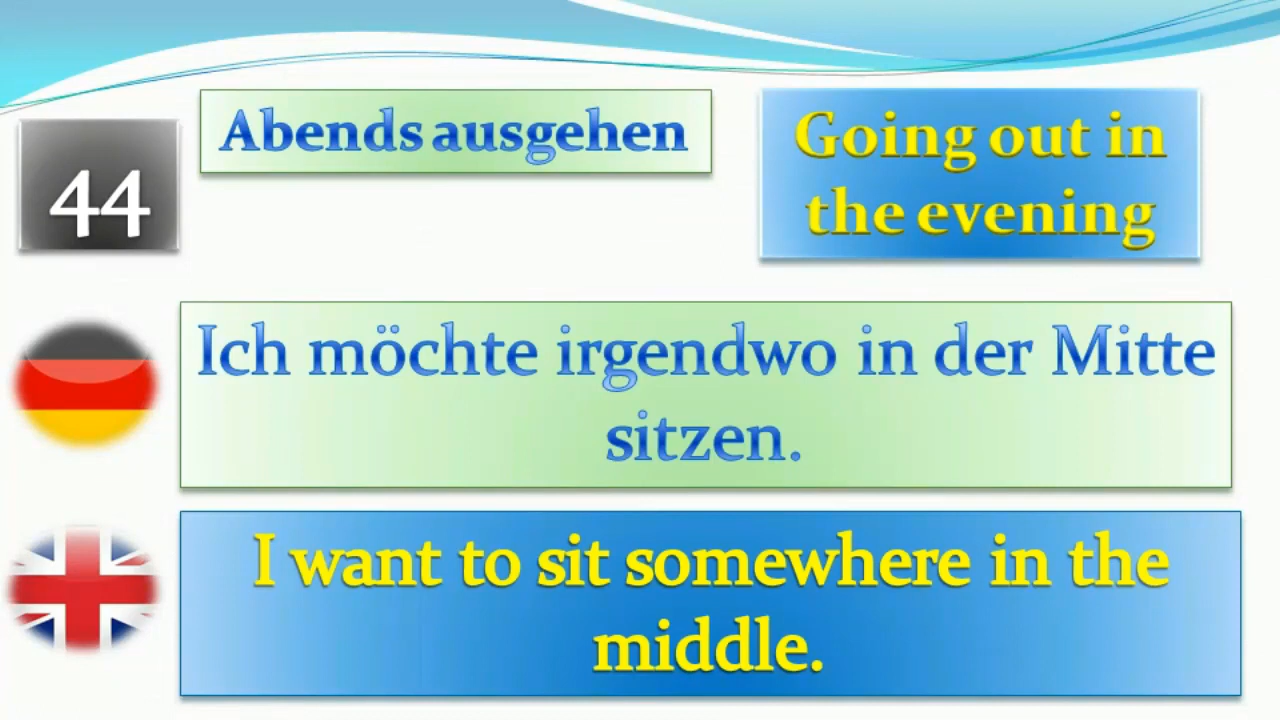 44
Abends ausgehen
Going out in
the evening
Ich möchte irgendwo in der Mitte
sitzen.
I want to sit somewhere in the
middle.